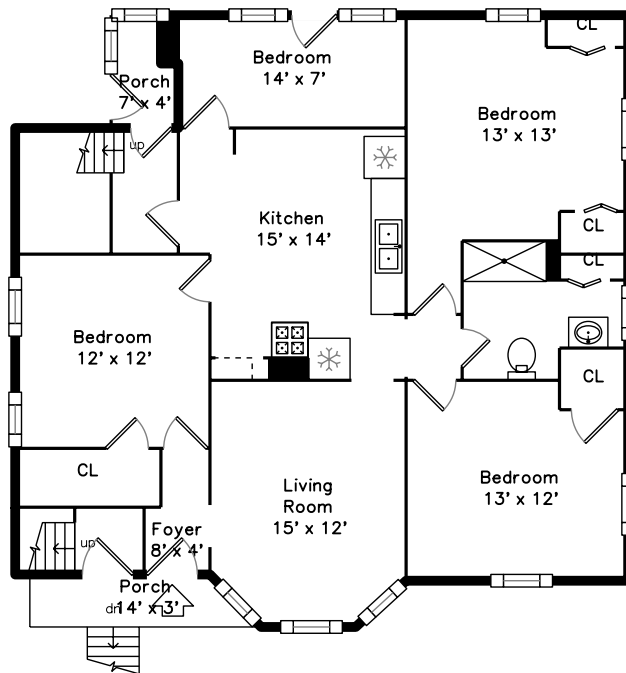 CL
Bedroom
14' x 7'
Porch
7' x 4'
Bedroom
13' x 13'
up
Kitchen
15' x 14'
CL
CL
Bedroom
12' x 12'
CL
CL
Bedroom
13' x 12'
Living
Room
15' x 12'
Foyer
8' x 4'
up
Porch
14' x 3'
dn